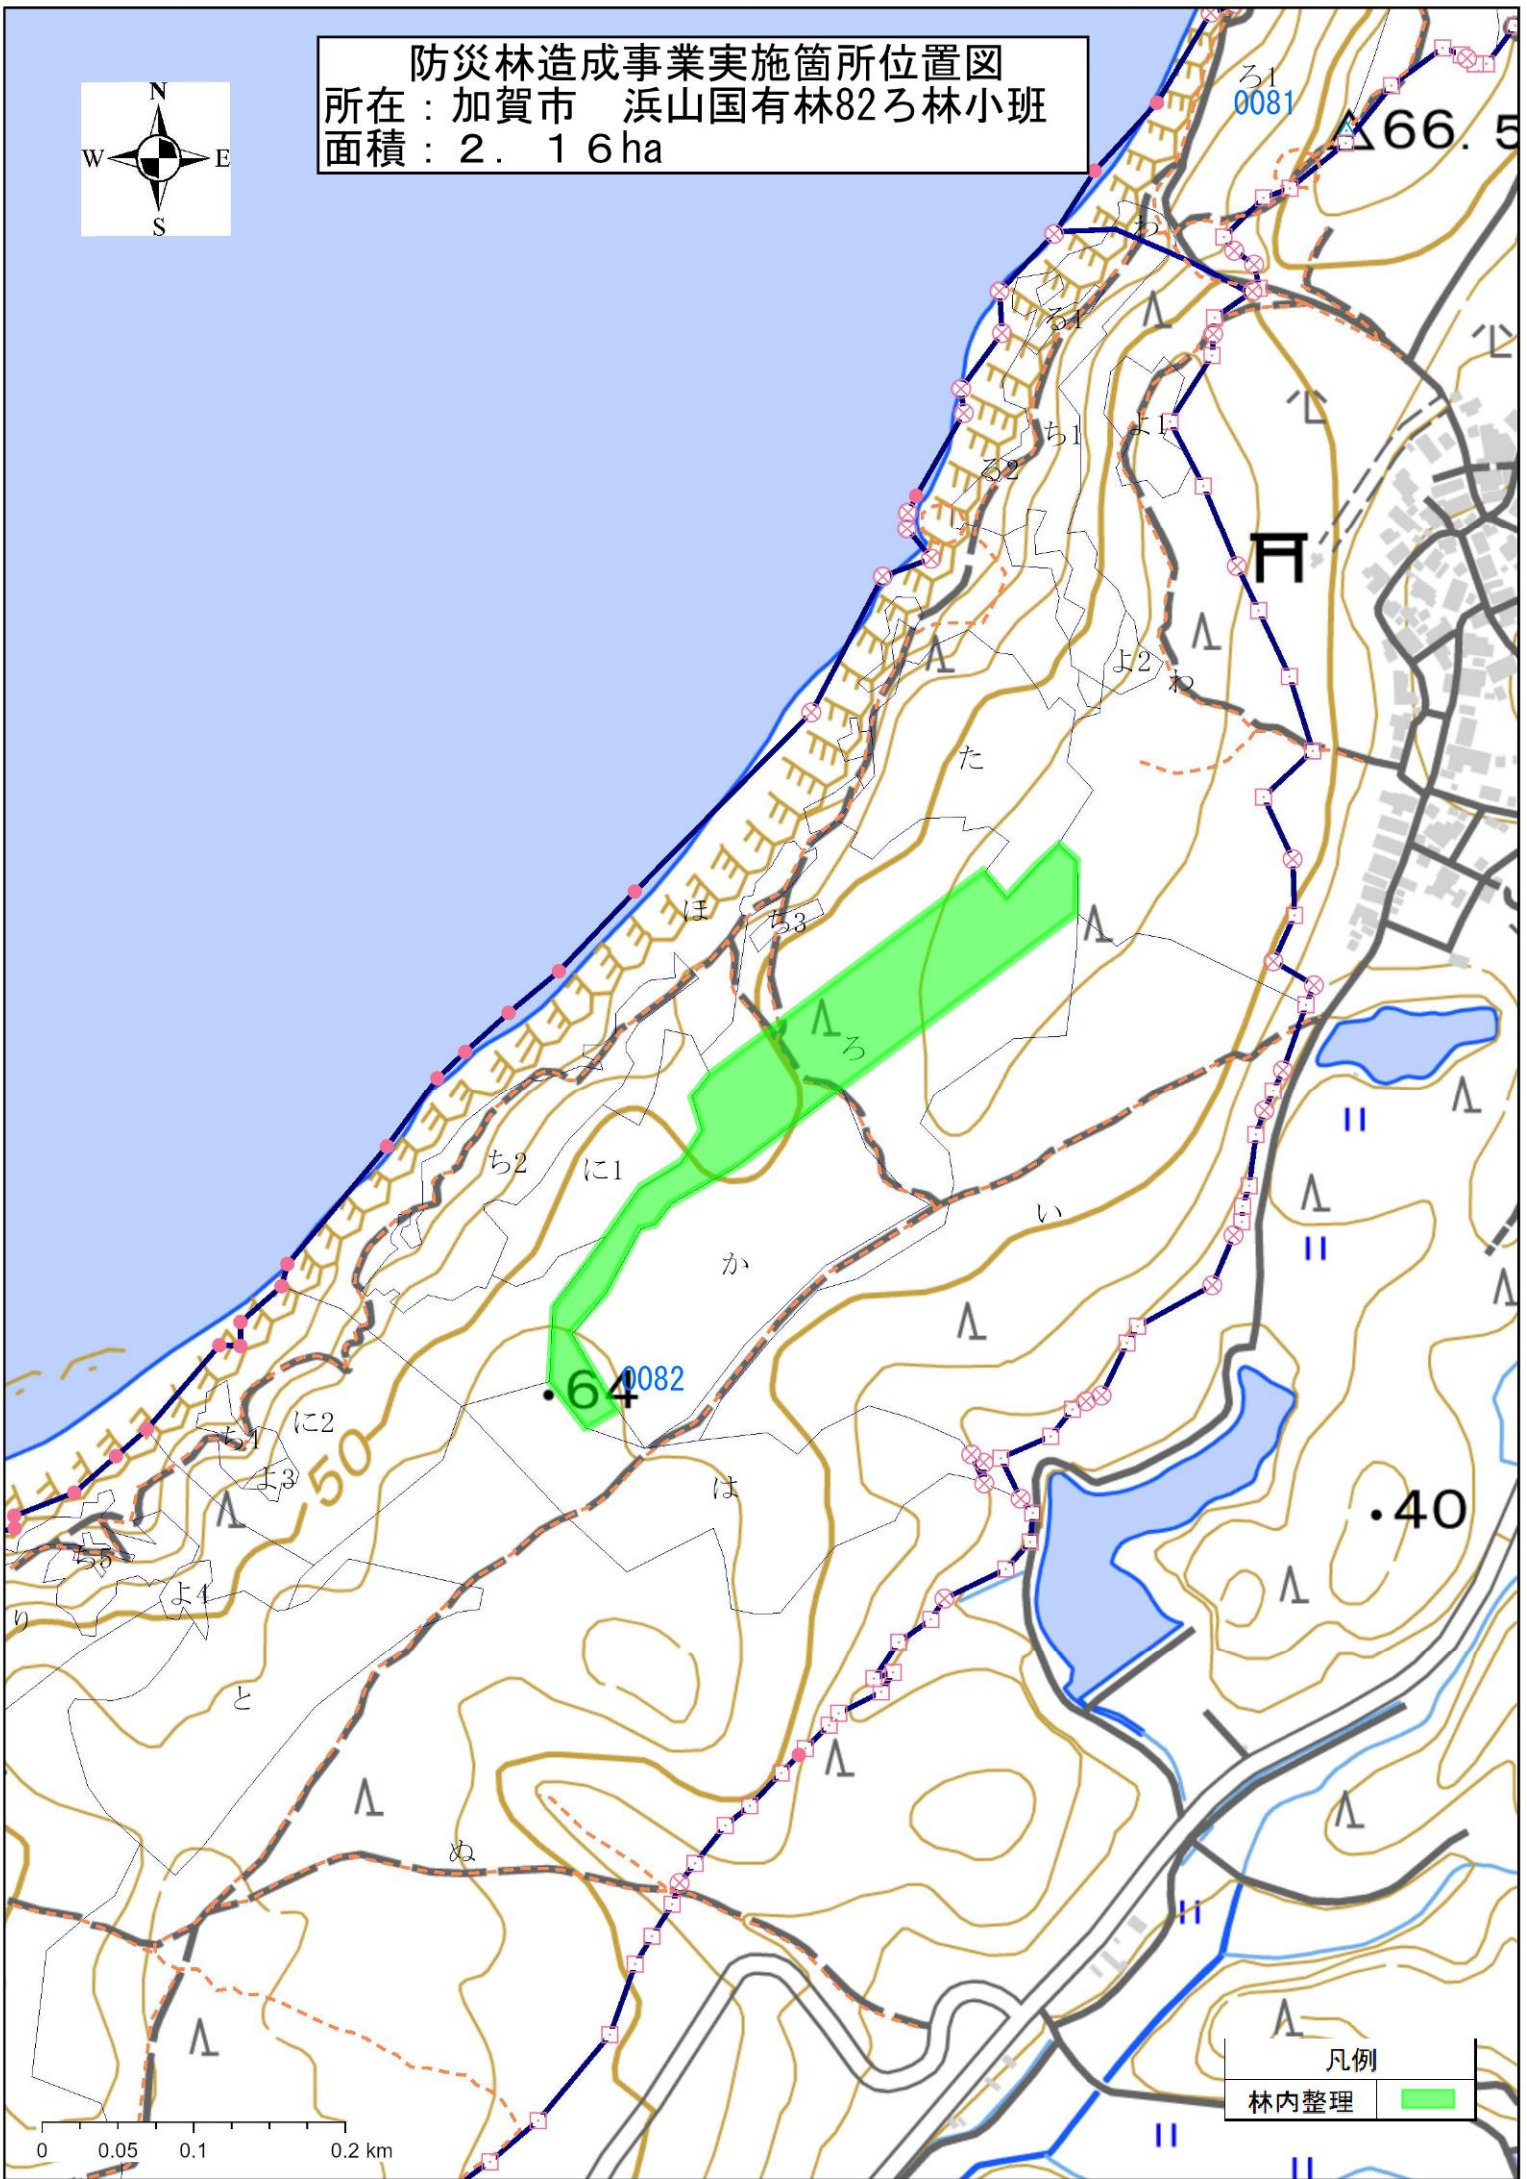 防災林造成事業実施箇所位置図
所在：加賀市　浜山国有林82ろ林小班
面積：２．１６ha
N
W E
S
ろ1
0081
66.5
わ
る1
ち1
よ1
る2
よ2
わ
た
ほ
ち3
ろ
ち2
に1
い
か
64
0082
に2
ち1
よ3
50
は
40
ち5
よ4
り
と
ぬ
凡例
林内整理
0 0.05 0.1 0.2 km